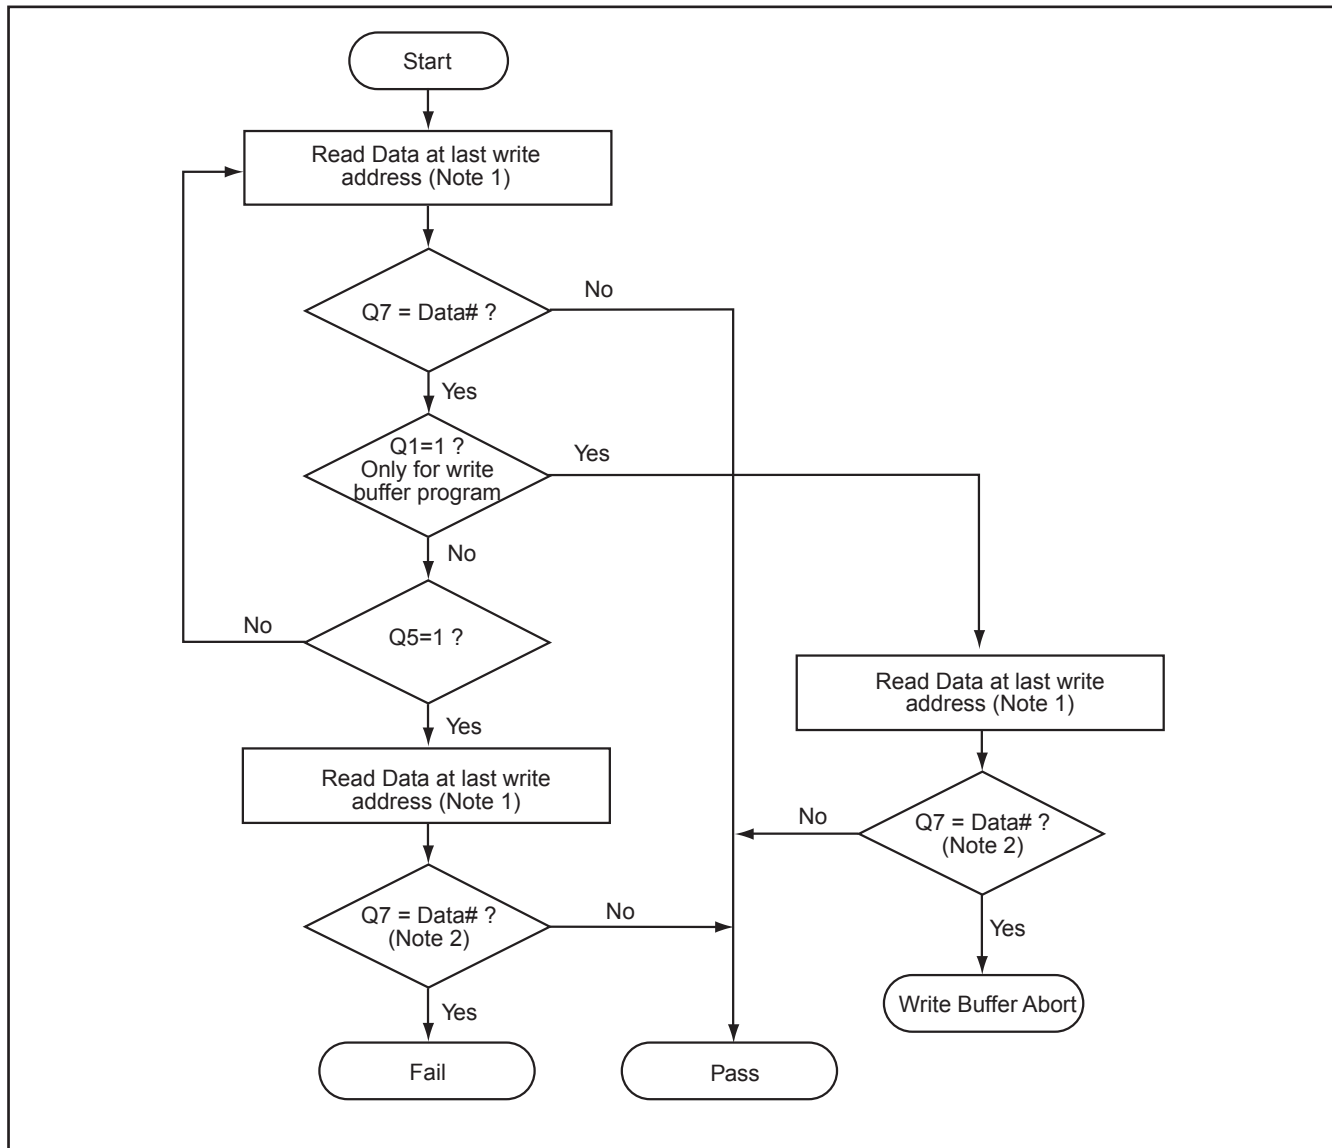 Start
Read Data at last write
address (Note 1)
Q7 = Data# ?
No
Yes
Q1=1 ?
Only for write
buffer program
Yes
No
Q5=1 ?
No
Yes
Read Data at last write
address (Note 1)
Read Data at last write
address (Note 1)
Q7 = Data# ?
(Note 2)
No
Yes
Q7 = Data# ?
(Note 2)
No
Yes
Write Buffer Abort
Fail
Pass